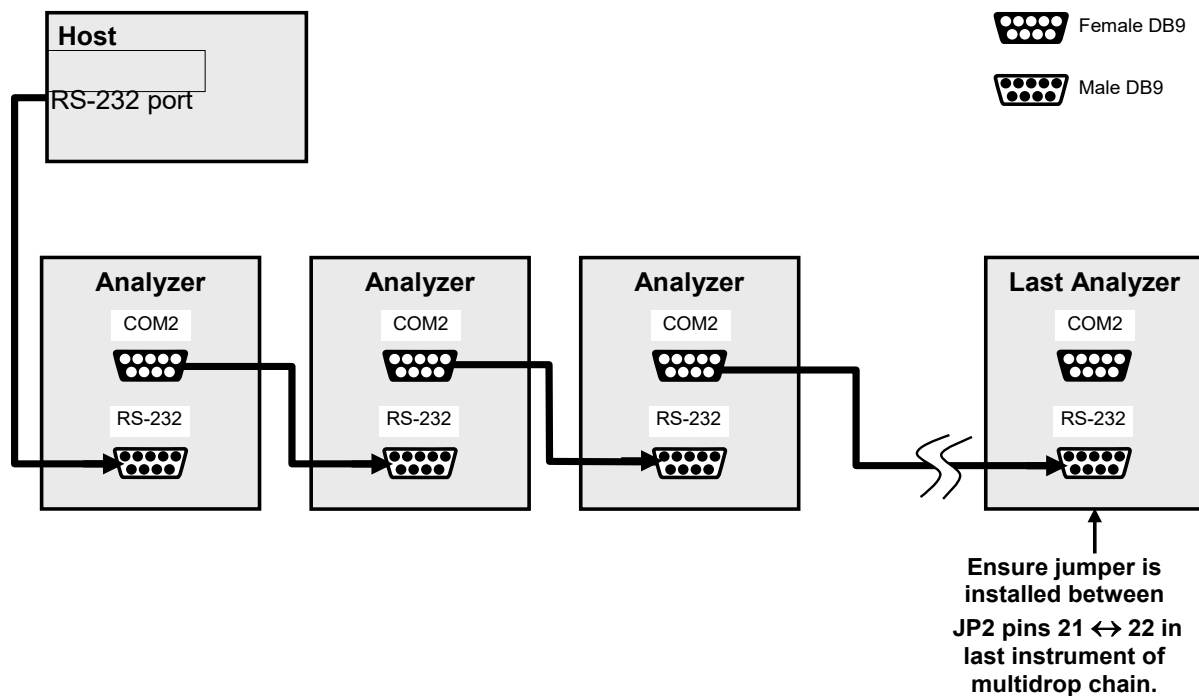 Host
RS-232 port
Female DB9
Male DB9
Analyzer
COM2
RS-232
Analyzer
COM2
RS-232
Analyzer
COM2
RS-232
Last Analyzer
COM2
RS-232
Ensure jumper is
installed between
JP2 pins 21 ↔ 22 in
last instrument of
multidrop chain.